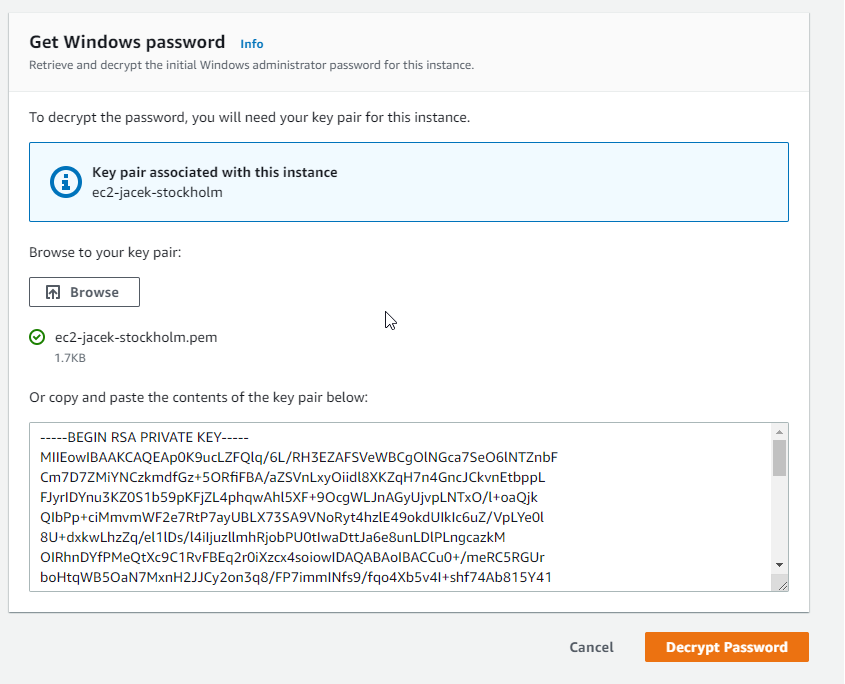 Get Windows password Info
Retrieve and decrypt the initial Windows administrator password for this instance.
To decrypt the password, you will need your key pair for this instance.
Key pair associated with this instance
ec2-jacek-stockholm
Browse to your key pair:
Browse
ec2-jacek-stockholm.pem
1.7KB
Or copy and paste the contents of the key pair below:
-----BEGIN RSA PRIVATE KEY-----
MIIEowIBAAKCAQEAp0K9ucLZFQlq/6L/RH3EZAFSVeWBCgOlNGca7SeO6lNTZnbF
Cm7D7ZMiYNCzkmdfGz+5ORfiFBA/aZSVnLxyOiidl8XKZqH7n4GncJCkvnEtbppL
FJyrIDYnu3KZ0S1b59pKFjZL4phqwAhl5XF+9OcgWLJnAGyUjvpLNTxO/l+oaQjk
QIbPp+ciMmvmWF2e7RtP7ayUBLX73SA9VNoRyt4hzlE49okdUIkIc6uZ/VpLYe0l
8U+dxkwLhzZq/el1lDs/l4iIjuzllmhRjobPU0tIwaDttJa6e8unLDlPLngcazkM
OIRhnDYfPMeQtXc9C1RvFBEq2r0iXzcx4soiowIDAQABAoIBACCu0+/meRC5RGUr
boHtqWB5OaN7MxnH2JJCy2on3q8/FP7immINfs9/fqo4Xb5v4I+shf74Ab815Y41
Cancel
Decrypt Password